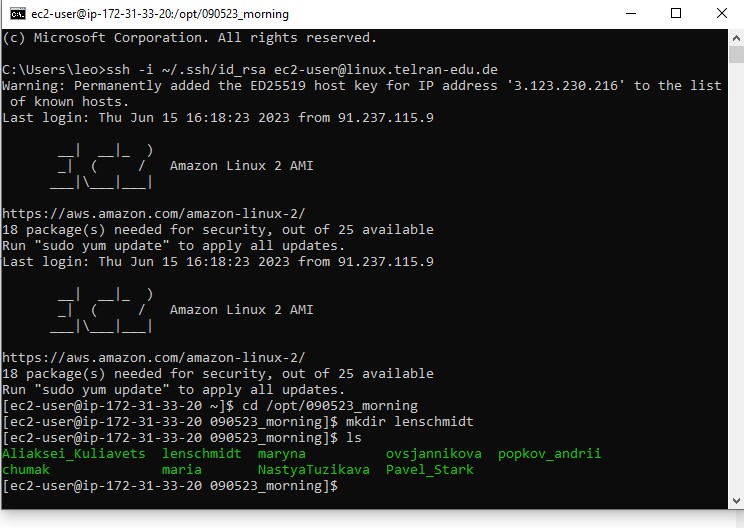 ec2-user@ip-172-31-33-20:/opt/090523_morning
(c) Microsoft Corporation. All rights reserved.
C:\Users\leo>ssh -i ~/.ssh/id_rsa ec2-user@linux.telran-edu.de
Warning: Permanently added the ED25519 host key for IP address '3.123.230.216' to the list
 of known hosts.
Last login: Thu Jun 15 16:18:23 2023 from 91.237.115.9

       __|  __|_  )
       _|  (     /   Amazon Linux 2 AMI
      ___|\___|___|

https://aws.amazon.com/amazon-linux-2/
18 package(s) needed for security, out of 25 available
Run "sudo yum update" to apply all updates.
Last login: Thu Jun 15 16:18:23 2023 from 91.237.115.9

       __|  __|_  )
       _|  (     /   Amazon Linux 2 AMI
      ___|\___|___|

https://aws.amazon.com/amazon-linux-2/
18 package(s) needed for security, out of 25 available
Run "sudo yum update" to apply all updates.
[ec2-user@ip-172-31-33-20 ~]$ cd /opt/090523_morning
[ec2-user@ip-172-31-33-20 090523_morning]$ mkdir lenschmidt
[ec2-user@ip-172-31-33-20 090523_morning]$ ls
Aliaksei_Kuliavets  lenschmidt  maryna          ovsjannikova  popkov_andrii
chumak              maria       NastyaTuzikava  Pavel_Stark
[ec2-user@ip-172-31-33-20 090523_morning]$